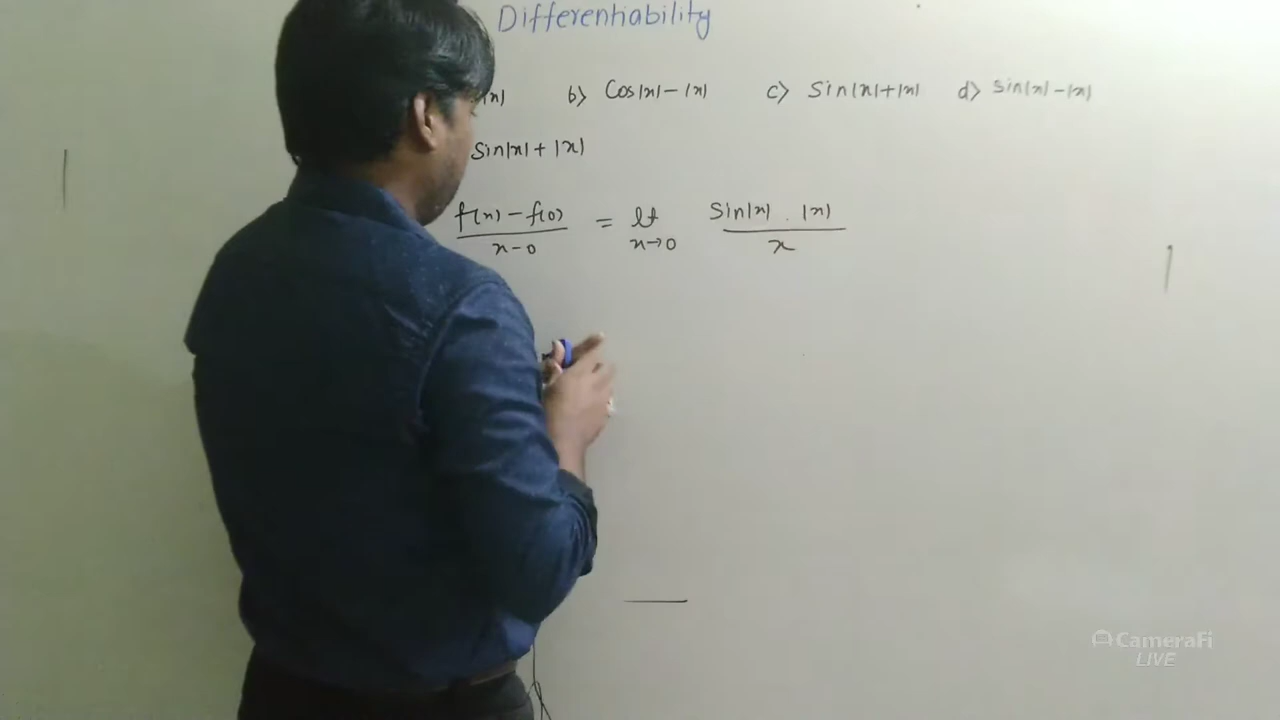 Differentiability
|x| b) Cos|x| - |x| c) Sin|x| + |x| d) Sin|x| - |x|
Sin|x| + |x|
f(x) - f(0) / x - 0 = lt x→0 Sin|x| . |x| / x
CameraFi
LIVE